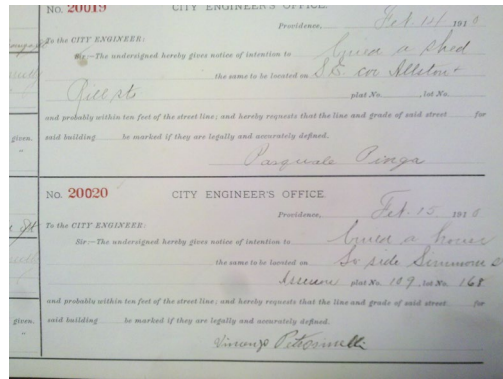 No. 20019 CITY ENGINEER'S OFFICE.
Providence, Feb. 14 1910
To the CITY ENGINEER:
Sir:—The undersigned hereby gives notice of intention to build a shed
the same to be located on S.E. cor
st plat No. , lot No.
and probably within ten feet of the street line; and hereby requests that the line and grade of said street for
given. said building be marked if they are legally and accurately defined.
Pasquale Pinga
No. 20020 CITY ENGINEER'S OFFICE.
Providence, Feb. 15. 1910
To the CITY ENGINEER:
Sir:—The undersigned hereby gives notice of intention to build a house
the same to be located on So side Simmons
plat No. 109, lot No. 168
and probably within ten feet of the street line; and hereby requests that the line and grade of said street for
given. said building be marked if they are legally and accurately defined.